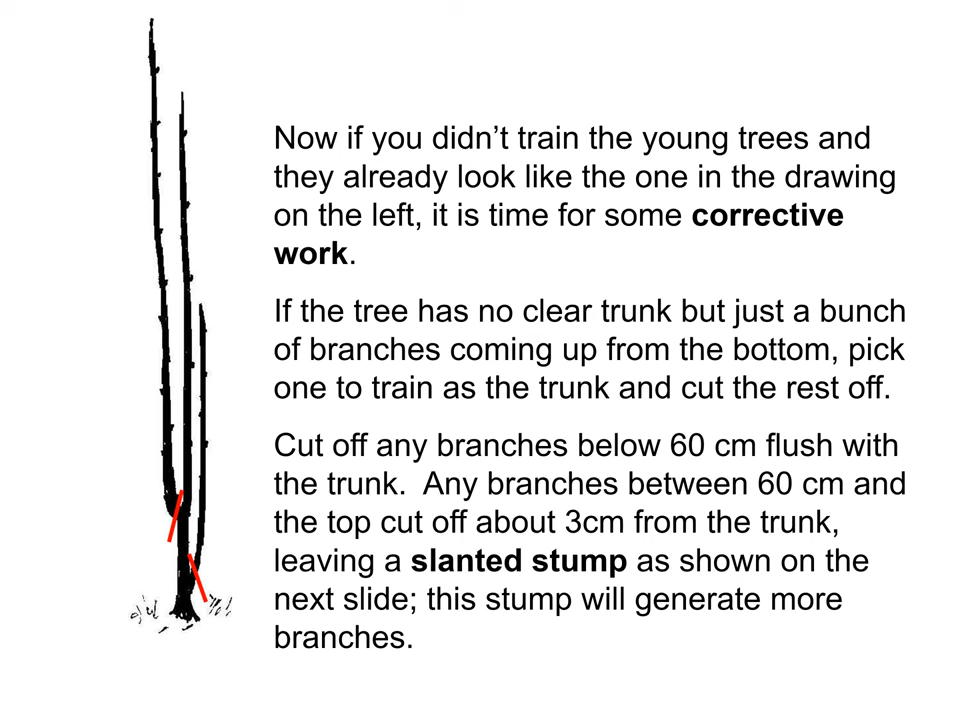 Now if you didn’t train the young trees and
they already look like the one in the drawing
on the left, it is time for some corrective
work.
If the tree has no clear trunk but just a bunch
of branches coming up from the bottom, pick
one to train as the trunk and cut the rest off.
Cut off any branches below 60 cm flush with
the trunk.  Any branches between 60 cm and
the top cut off about 3cm from the trunk,
leaving a slanted stump as shown on the
next slide; this stump will generate more
branches.